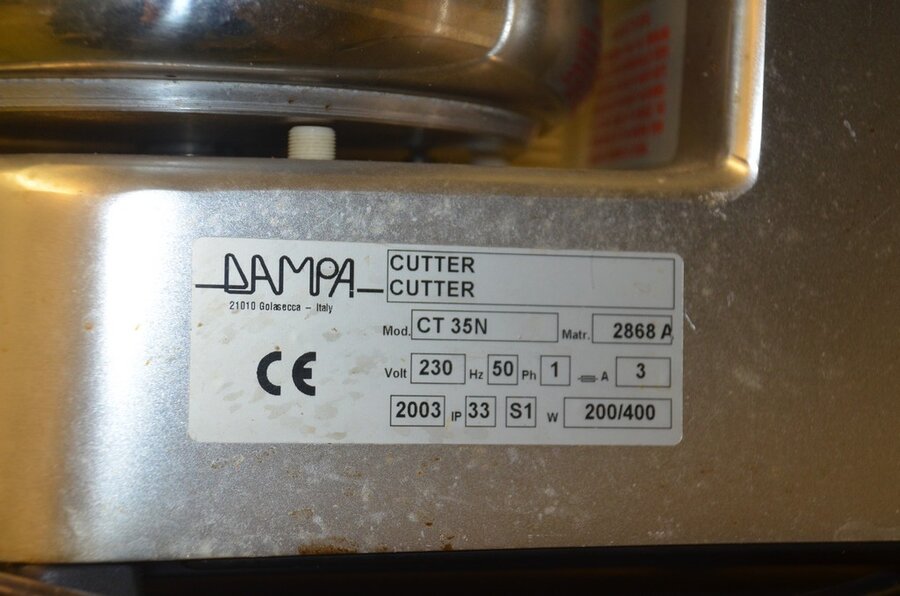 DAMPA
21010 Golasecca - Italy
CUTTER
CUTTER
Mod. CT 35N Matr. 2868 A
CE
Volt 230 Hz 50 Ph 1 A 3
2003 IP 33 S1 W 200/400